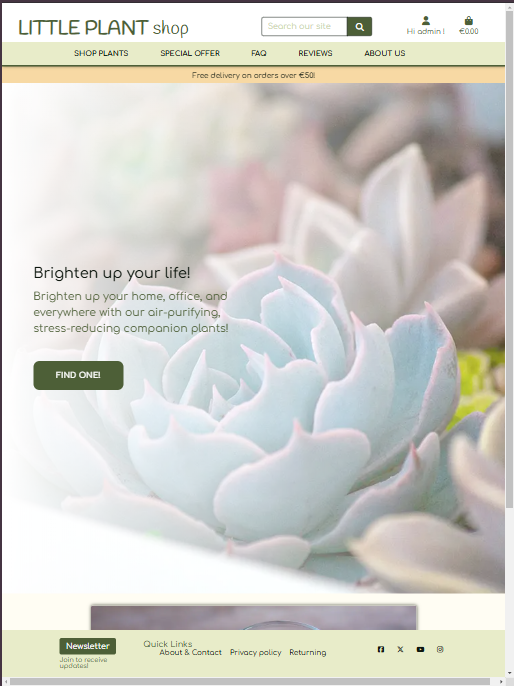 LITTLE PLANT shop
Search our site
Hi admin !
€0.00
SHOP PLANTS SPECIAL OFFER FAQ REVIEWS ABOUT US
Free delivery on orders over €50!
Brighten up your life!
Brighten up your home, office, and
everywhere with our air-purifying,
stress-reducing companion plants!
FIND ONE!
Newsletter
Join to receive
updates!
Quick Links
About & Contact Privacy policy Returning